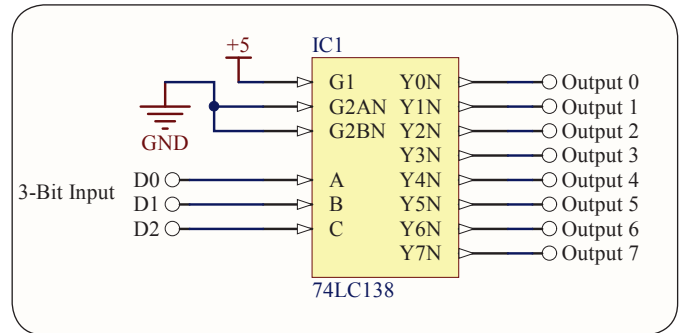 +5 IC1
G1 Y0N Output 0
G2AN Y1N Output 1
G2BN Y2N Output 2
GND
Y3N Output 3
3-Bit Input D0 A Y4N Output 4
D1 B Y5N Output 5
D2 C Y6N Output 6
Y7N Output 7
74LC138